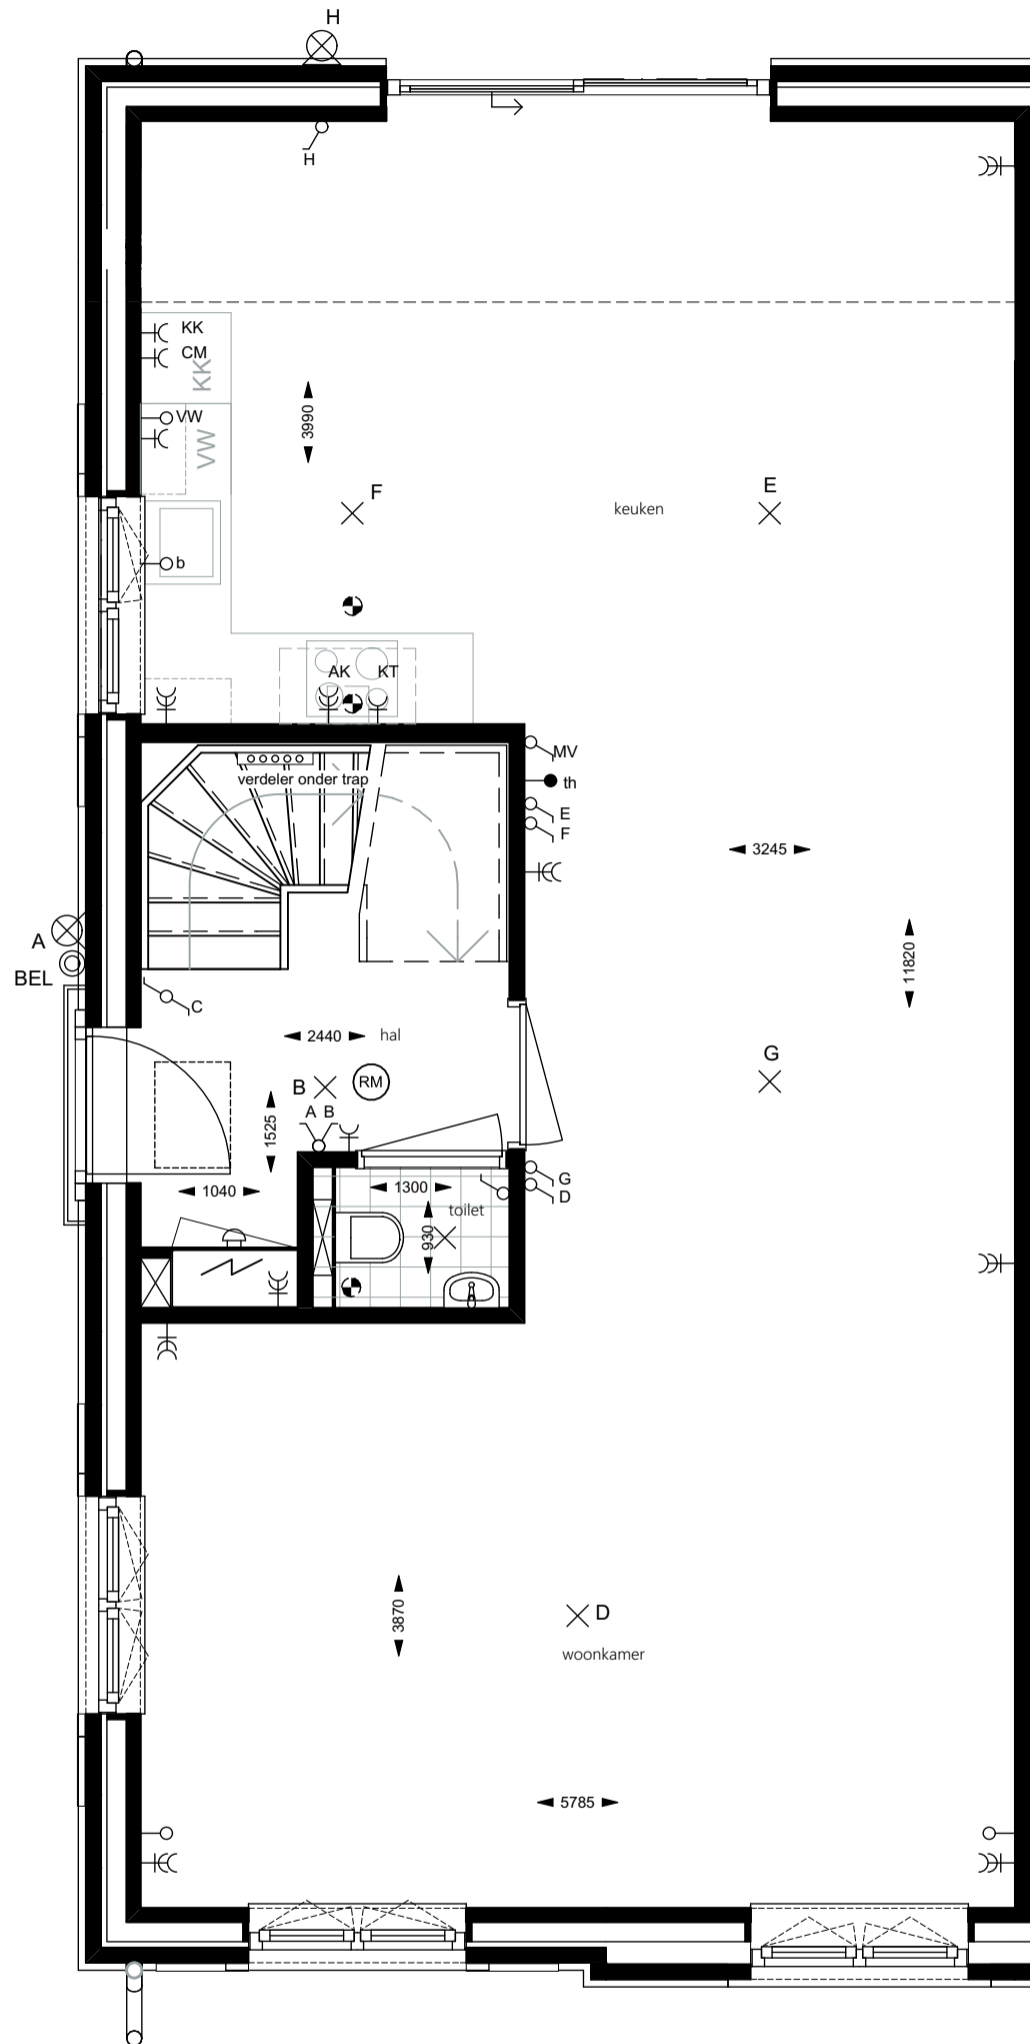 H
H
KK
CM
KK
VW
VW
3990
F
keuken
E
b
AK
KT
MV
verdeler onder trap
th
E
F
3245
A
11820
BEL
C
2440
hal
G
B
RM
A B
1525
G
1040
1300
D
toilet
930
3870
D
woonkamer
5785